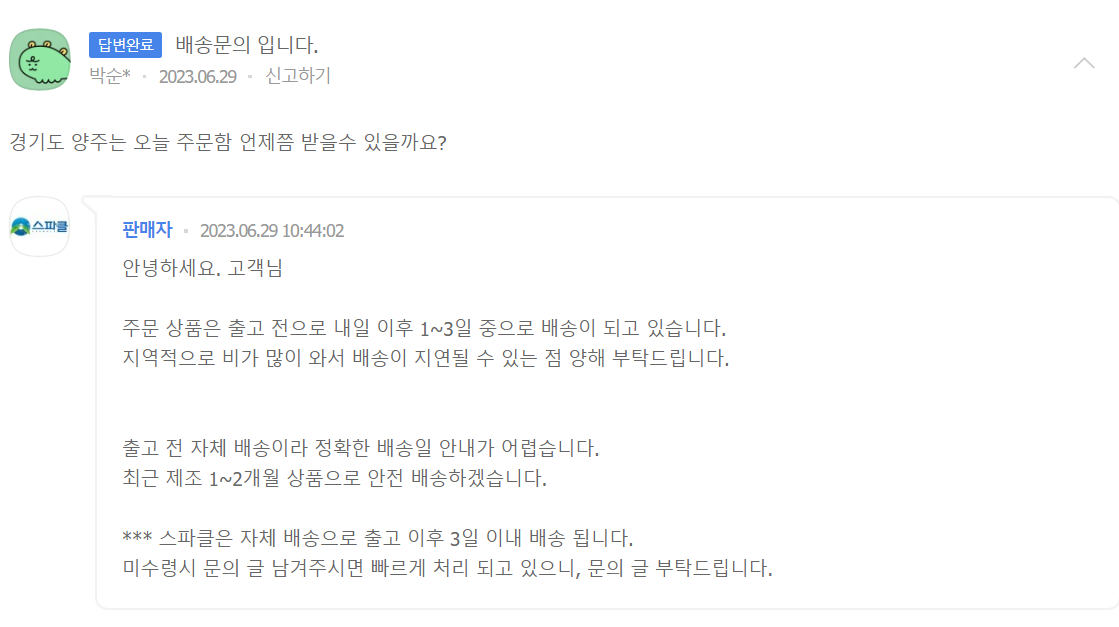 답변완료 배송문의 입니다.
박순* · 2023.06.29 · 신고하기
경기도 양주는 오늘 주문함 언제쯤 받을수 있을까요?
스파클
판매자 · 2023.06.29 10:44:02
안녕하세요. 고객님
주문 상품은 출고 전으로 내일 이후 1~3일 중으로 배송이 되고 있습니다.
지역적으로 비가 많이 와서 배송이 지연될 수 있는 점 양해 부탁드립니다.
출고 전 자체 배송이라 정확한 배송일 안내가 어렵습니다.
최근 제조 1~2개월 상품으로 안전 배송하겠습니다.
*** 스파클은 자체 배송으로 출고 이후 3일 이내 배송 됩니다.
미수령시 문의 글 남겨주시면 빠르게 처리 되고 있으니, 문의 글 부탁드립니다.